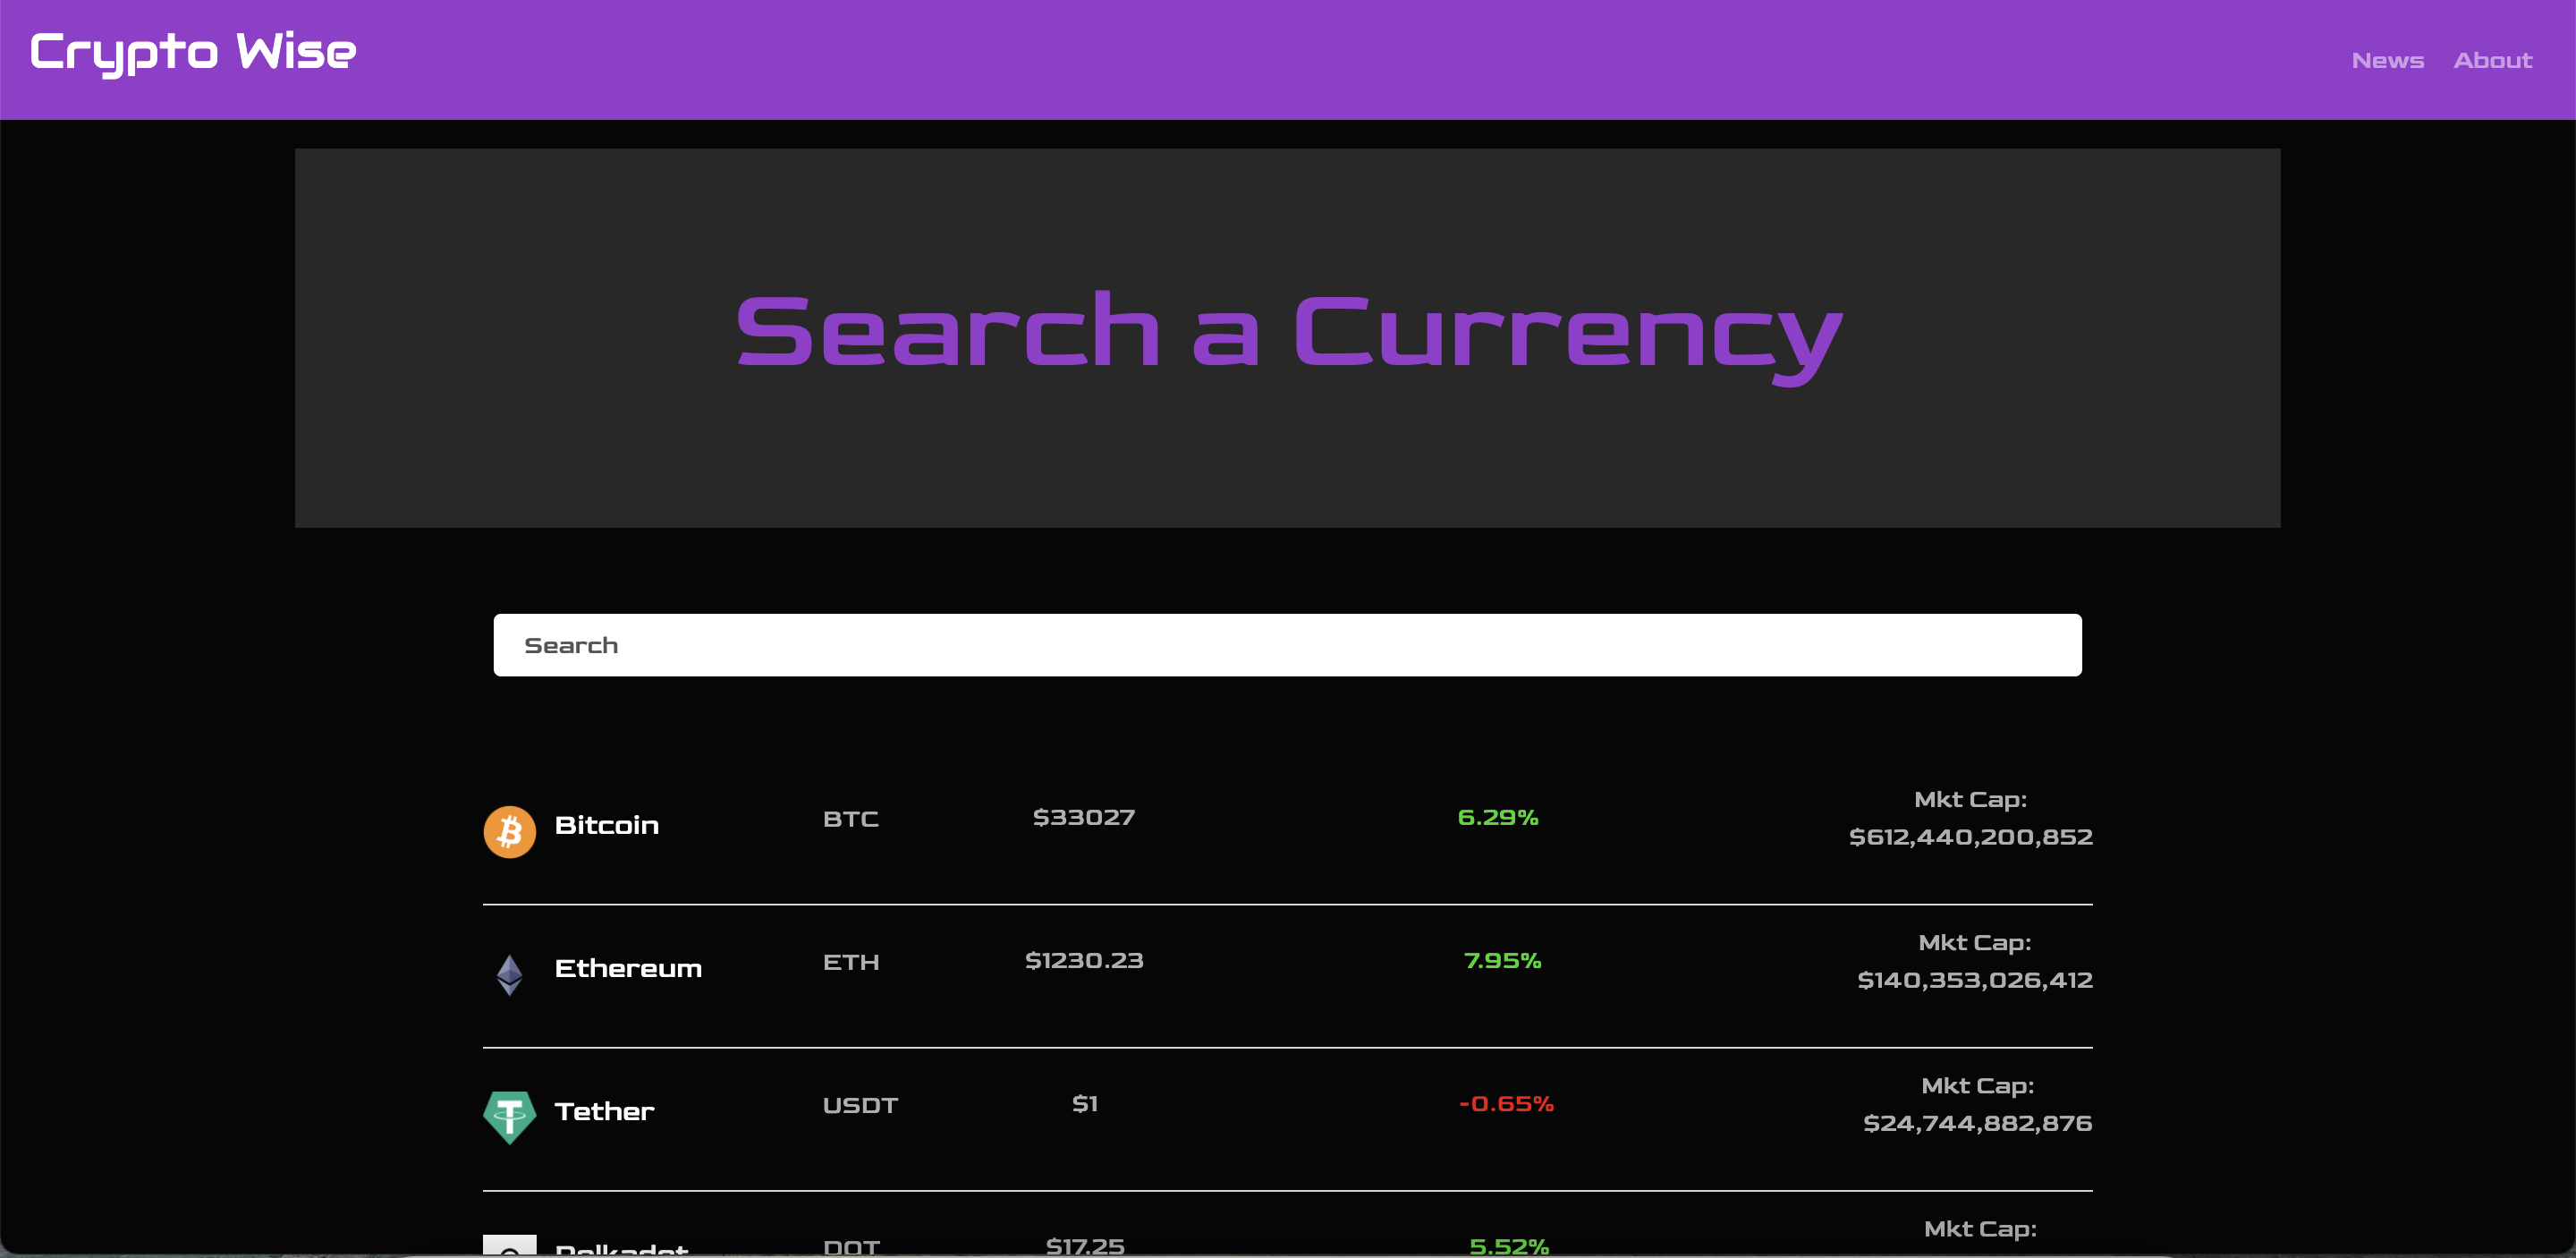 Crypto Wise
News About
Search a Currency
Search
Bitcoin BTC $33027 6.29% Mkt Cap:
$612,440,200,852
Ethereum ETH $1230.23 7.95% Mkt Cap:
$140,353,026,412
Tether USDT $1 -0.65% Mkt Cap:
$24,744,882,876
Polkadot DOT $17.25 5.52% Mkt Cap: